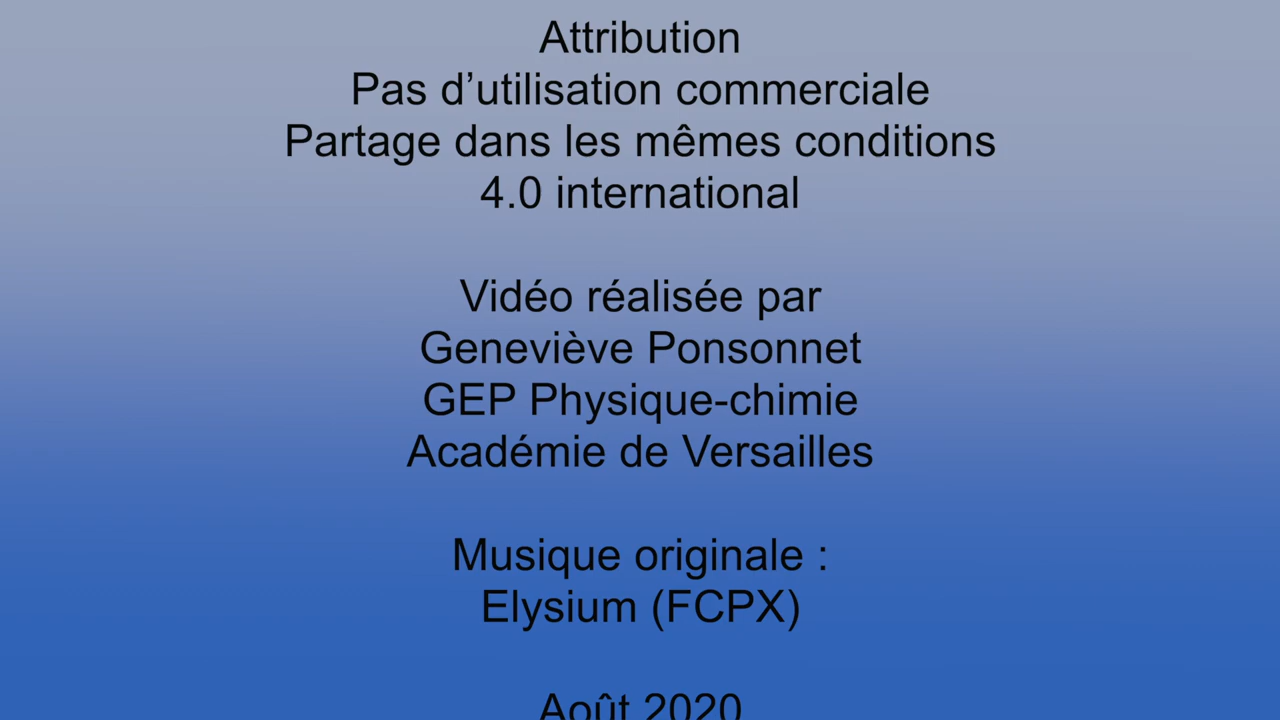 Attribution
Pas d’utilisation commerciale
Partage dans les mêmes conditions
4.0 international
Vidéo réalisée par
Geneviève Ponsonnet
GEP Physique-chimie
Académie de Versailles
Musique originale :
Elysium (FCPX)
Août 2020